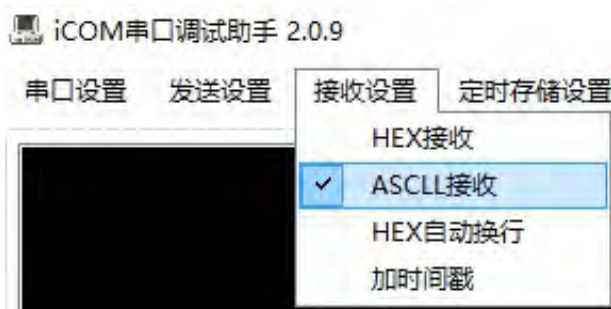 iCOM串口调试助手 2.0.9
串口设置 发送设置 接收设置 定时存储设置
HEX接收
ASCLL接收
HEX自动换行
加时间戳